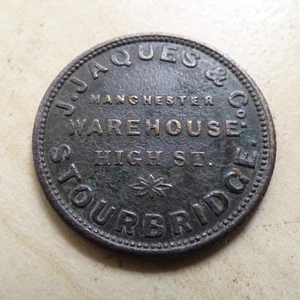 J. JAQUES & Co.
MANCHESTER
WAREHOUSE
HIGH ST.
STOURBRIDGE.